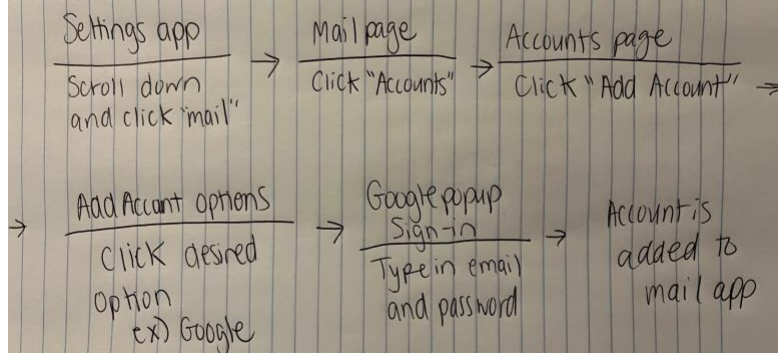 Settings app
Scroll down
and click "mail"
Mail page
Click "Accounts"
Accounts page
Click "Add Account"
Add Account options
Click desired
option
ex) Google
Google popup
Sign-in
Type in email
and password
Account is
added to
mail app